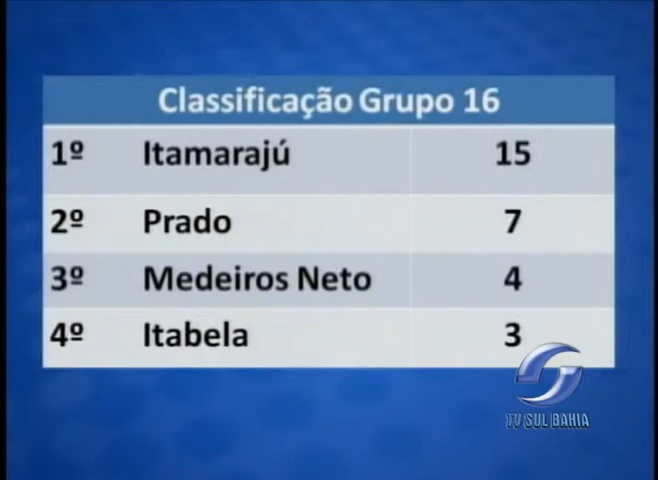 Classificação Grupo 16
1º Itamarajú 15
2º Prado 7
3º Medeiros Neto 4
4º Itabela 3
TV SUL BAHIA